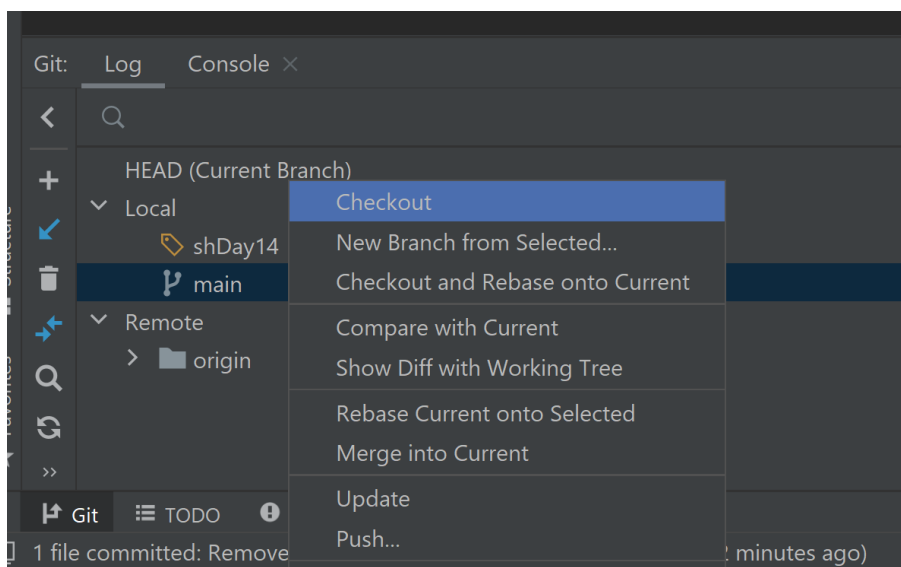 Git: Log Console
HEAD (Current Branch)
Local
shDay14
main
Remote
origin
Checkout
New Branch from Selected...
Checkout and Rebase onto Current
Compare with Current
Show Diff with Working Tree
Rebase Current onto Selected
Merge into Current
Update
Push...
Structure
Favorites
Git TODO
1 file committed: Remove minutes ago)